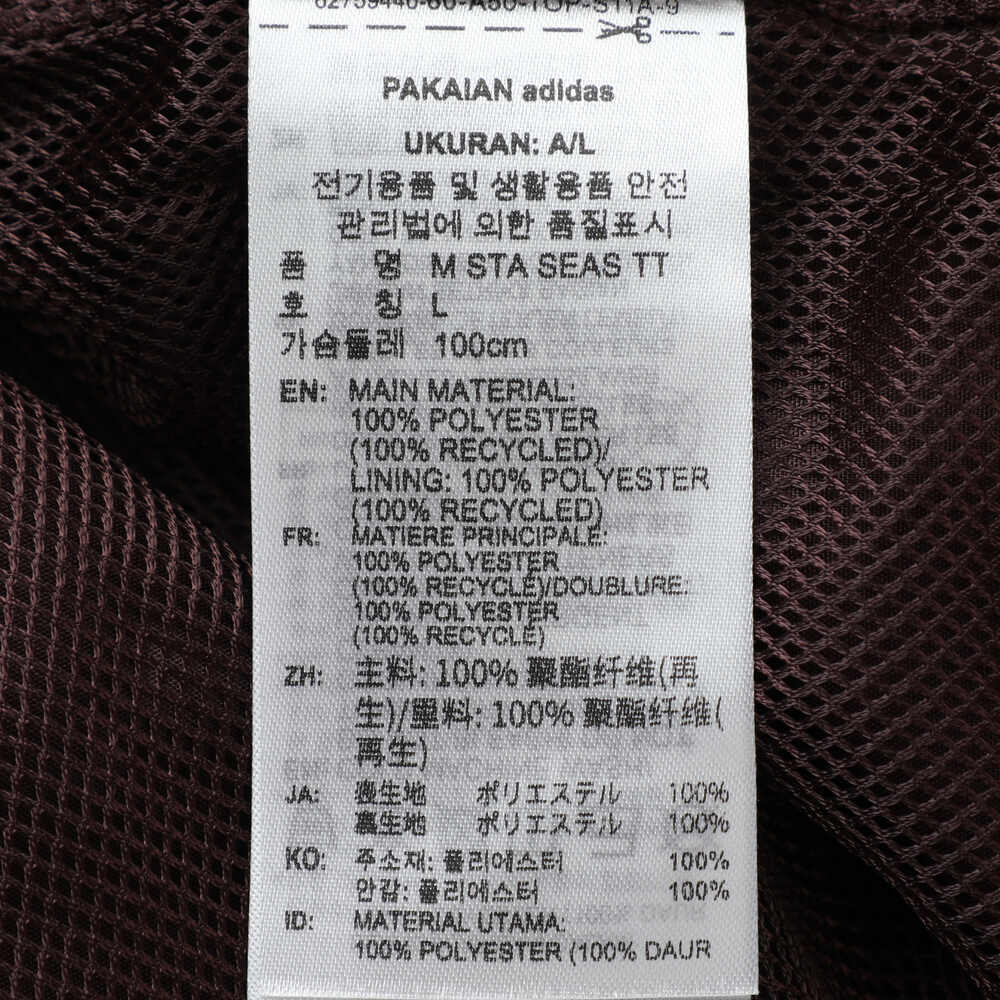 PAKAIAN adidas
UKURAN: A/L
전기용품 및 생활용품 안전
관리법에 의한 품질표시
품 명 M STA SEAS TT
호 칭 L
가슴둘레 100cm
EN: MAIN MATERIAL:
100% POLYESTER
(100% RECYCLED)/
LINING: 100% POLYESTER
(100% RECYCLED)
FR: MATIERE PRINCIPALE:
100% POLYESTER
(100% RECYCLÉ)/DOUBLURE:
100% POLYESTER
(100% RECYCLÉ)
ZH: 主料: 100% 聚酯纤维(再
生)/里料: 100% 聚酯纤维(
再生)
JA: 表生地 ポリエステル 100%
裏生地 ポリエステル 100%
KO: 주소재: 폴리에스터 100%
안감: 폴리에스터 100%
ID: MATERIAL UTAMA:
100% POLYESTER (100% DAUR